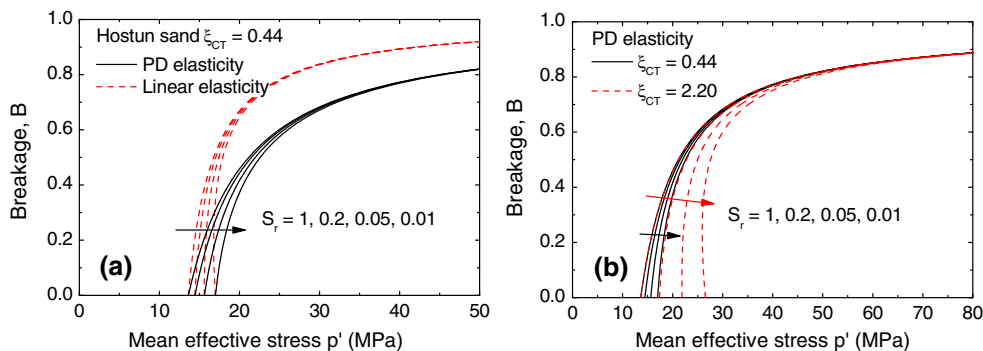 Hostun sand ξCT = 0.44
PD elasticity
Linear elasticity
Sr = 1, 0.2, 0.05, 0.01
(a)
Breakage, B
1.0
0.8
0.6
0.4
0.2
0.0
0 10 20 30 40 50
Mean effective stress p' (MPa)
PD elasticity
ξCT = 0.44
ξCT = 2.20
Sr = 1, 0.2, 0.05, 0.01
(b)
Breakage, B
1.0
0.8
0.6
0.4
0.2
0.0
0 10 20 30 40 50 60 70 80
Mean effective stress p' (MPa)